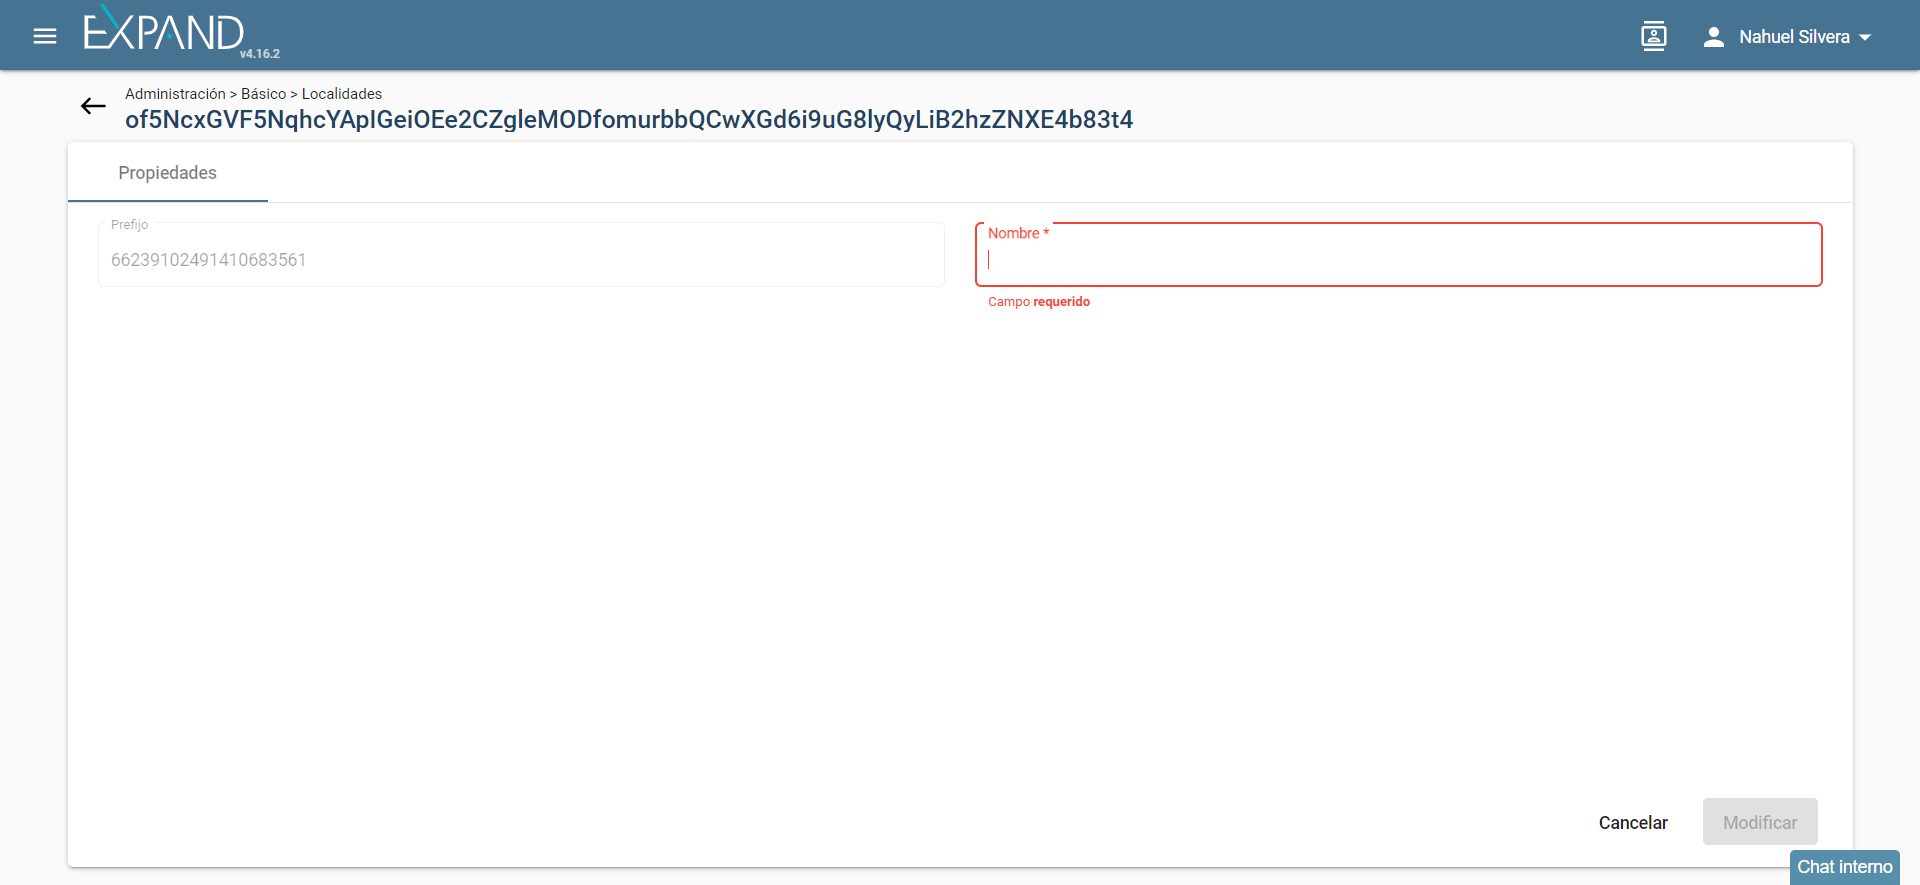 EXPAND
v4.16.2
Nahuel Silvera
Administración > Básico > Localidades
of5NcxGVF5NqhcYApIGeiOEe2CZgleMODfomurbbQCwXGd6i9uG8lyQyLiB2hzZNXE4b83t4
Propiedades
Prefijo
66239102491410683561
Nombre *
Campo requerido
Cancelar
Modificar
Chat interno